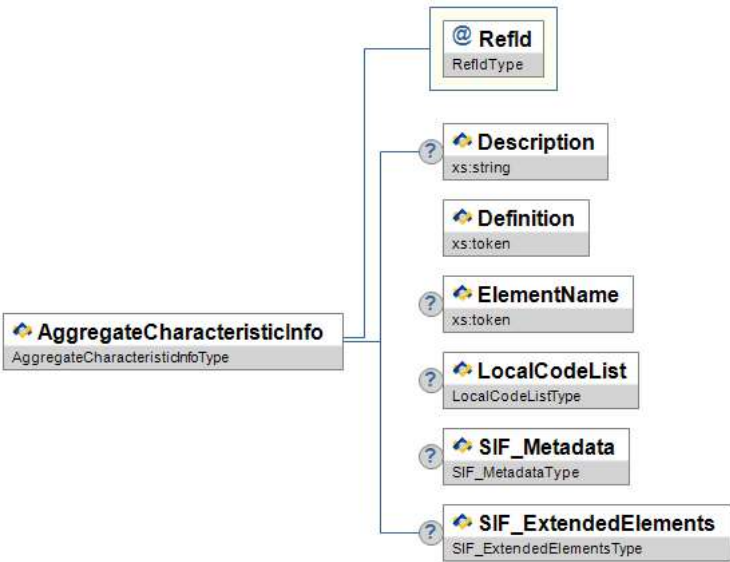 @ RefId
RefIdType
? Description
xs:string
Definition
xs:token
? ElementName
xs:token
AggregateCharacteristicInfo
AggregateCharacteristicInfoType
? LocalCodeList
LocalCodeListType
? SIF_Metadata
SIF_MetadataType
? SIF_ExtendedElements
SIF_ExtendedElementsType